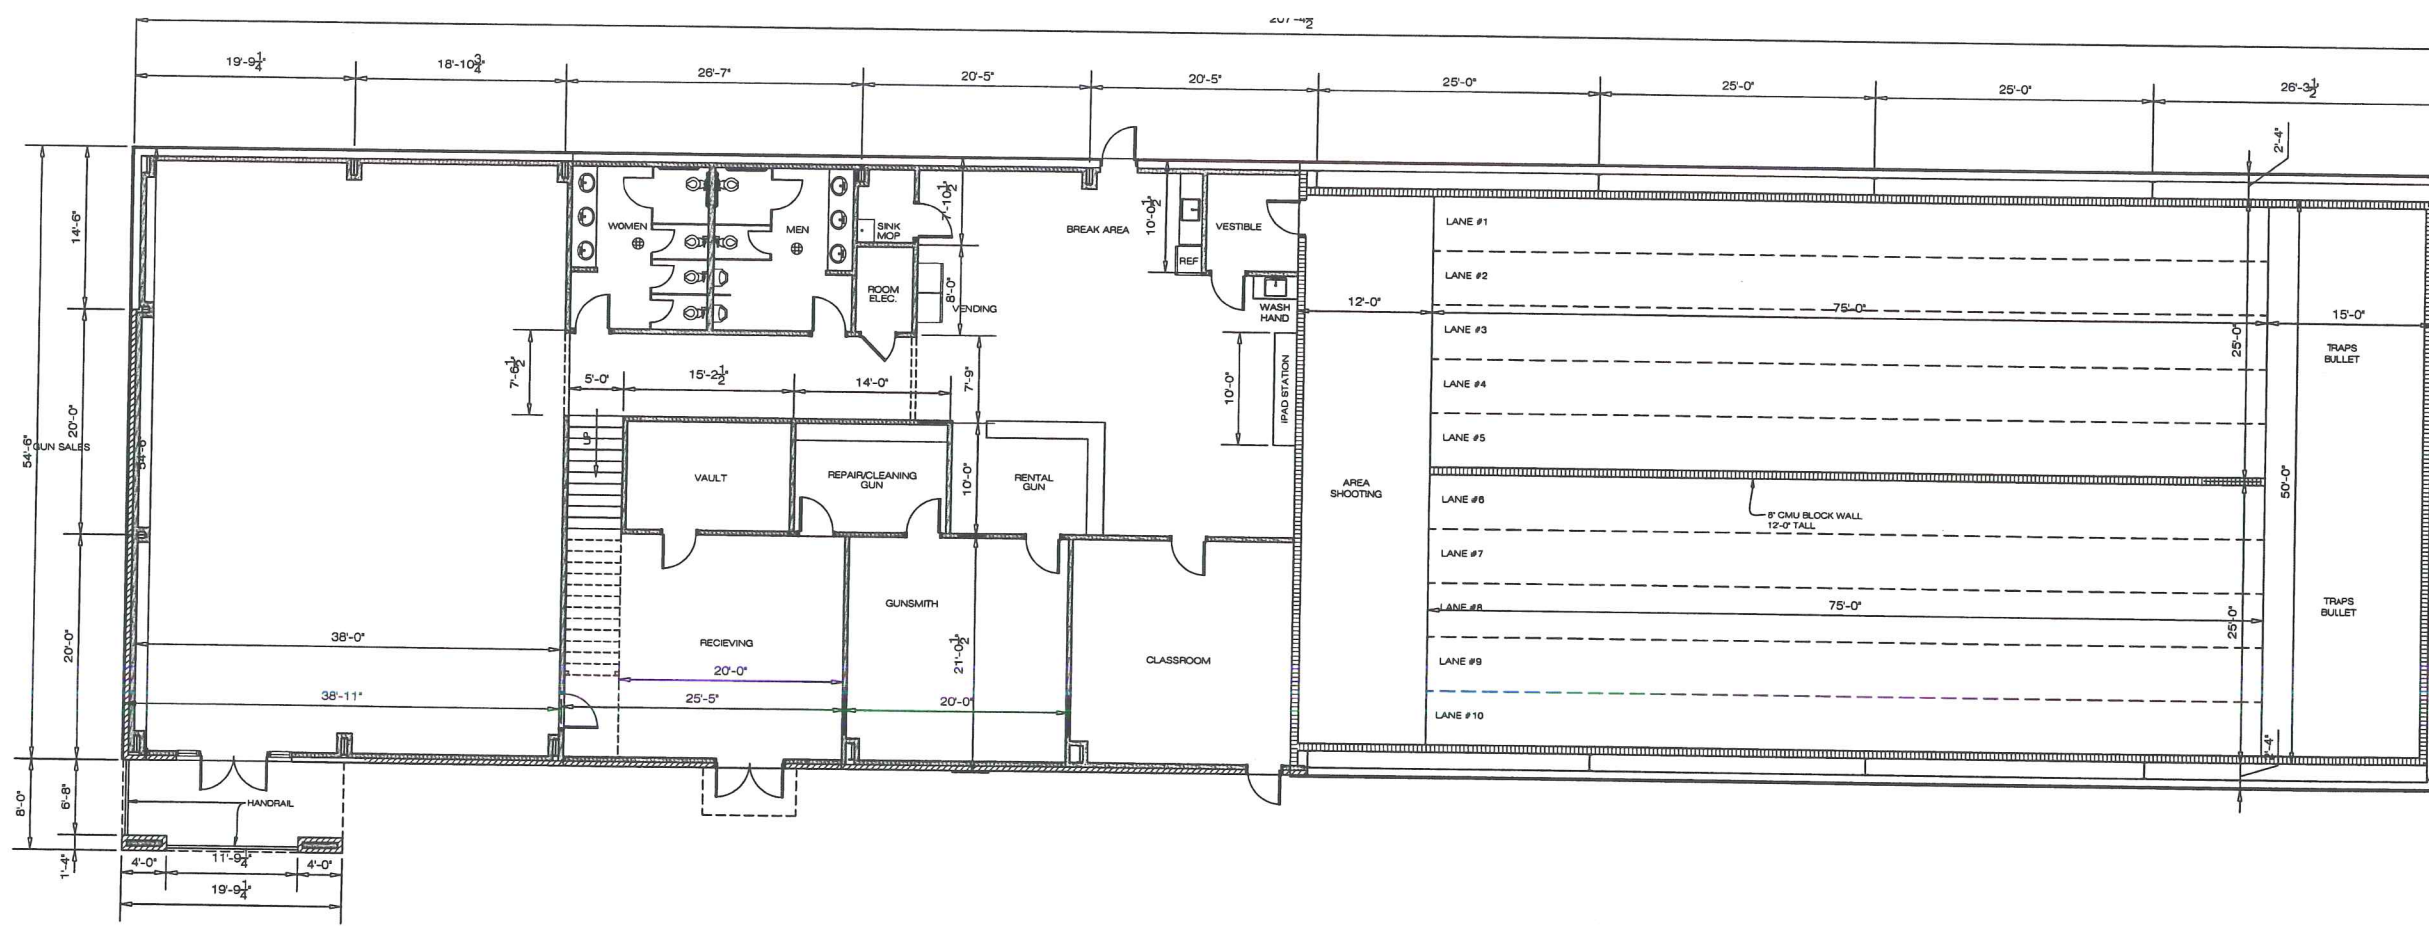 19'-9 1/4"
18'-10 3/4"
26'-7"
20'-5"
20'-5"
25'-0"
25'-0"
25'-0"
26'-3 1/2"
2'-4"
14'-6"
20'-0"
54'-6"
GUN SALES
54'-6"
20'-0"
WOMEN
MEN
SINK
MOP
7'-10 1/2"
ROOM
ELEC.
8'-0"
VENDING
BREAK AREA
10'-0 1/2"
REF
VESTIBLE
WASH
HAND
10'-0"
IPAD STATION
7'-6 1/2"
5'-0"
15'-2 1/2"
14'-0"
7'-9"
UP
VAULT
REPAIR/CLEANING
GUN
10'-0"
RENTAL
GUN
AREA
SHOOTING
12'-0"
LANE #1
LANE #2
75'-0"
LANE #3
LANE #4
LANE #5
25'-0"
15'-0"
TRAPS
BULLET
50'-0"
LANE #6
8" CMU BLOCK WALL
12'-0" TALL
LANE #7
LANE #8
75'-0"
LANE #9
LANE #10
25'-0"
TRAPS
BULLET
38'-0"
38'-11"
RECIEVING
20'-0"
25'-5"
GUNSMITH
21'-0 1/2"
20'-0"
CLASSROOM
8'-0"
6'-8"
1'-4"
HANDRAIL
4'-0"
11'-9 1/4"
4'-0"
19'-9 1/4"